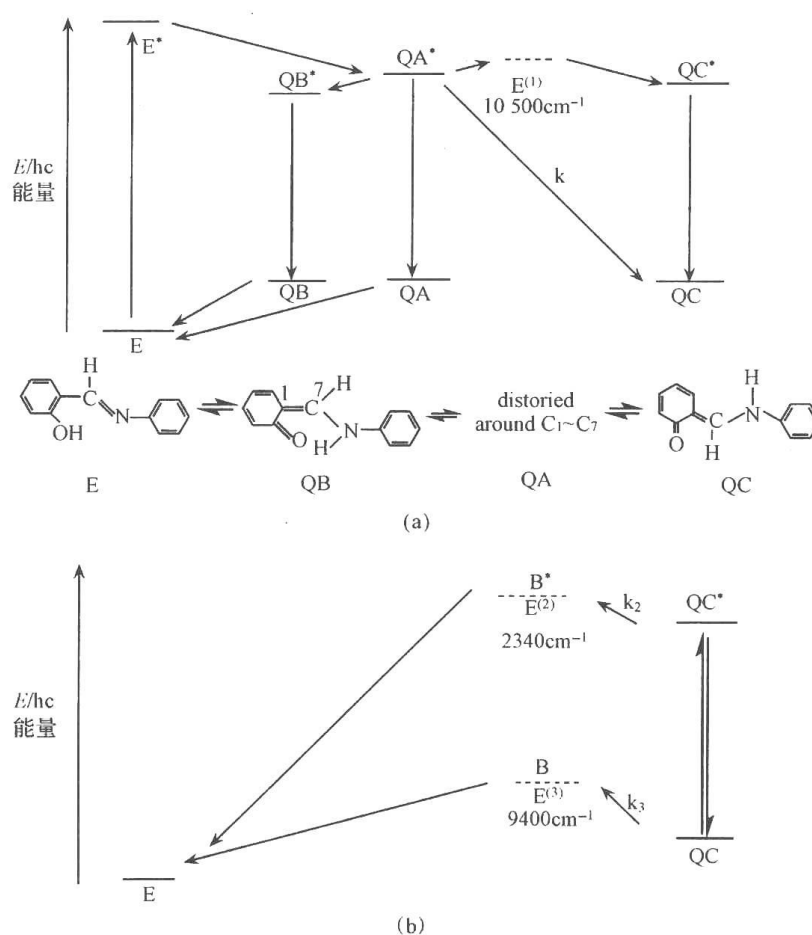 E*
QA*
QB*
QC*
E(1)
10 500cm⁻¹
E/hc
能量
k
QB
QA
QC
E
H
C
N
OH
1
7
C
H
O
H
N
distoried
around C₁~C₇
H
N
O
C
H
E
QB
QA
QC
(a)
B*
E(2)
k₂
QC*
2340cm⁻¹
E/hc
能量
B
E(3)
k₃
9400cm⁻¹
QC
E
(b)